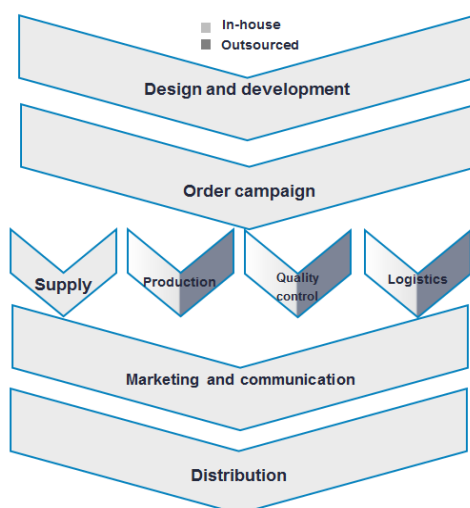 In-house
Outsourced
Design and development
Order campaign
Supply
Production
Quality
control
Logistics
Marketing and communication
Distribution